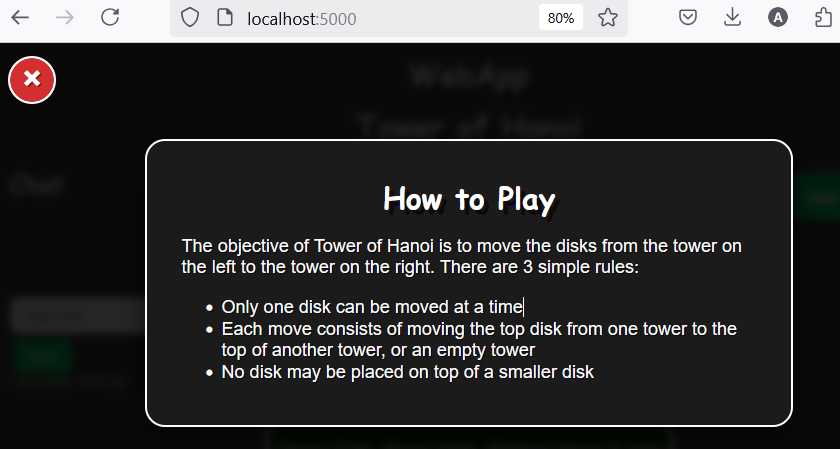 localhost:5000
80%
A
WebApp
Tower of Hanoi
Chat
How to Play
The objective of Tower of Hanoi is to move the disks from the tower on
the left to the tower on the right. There are 3 simple rules:
• Only one disk can be moved at a time
• Each move consists of moving the top disk from one tower to the
top of another tower, or an empty tower
• No disk may be placed on top of a smaller disk